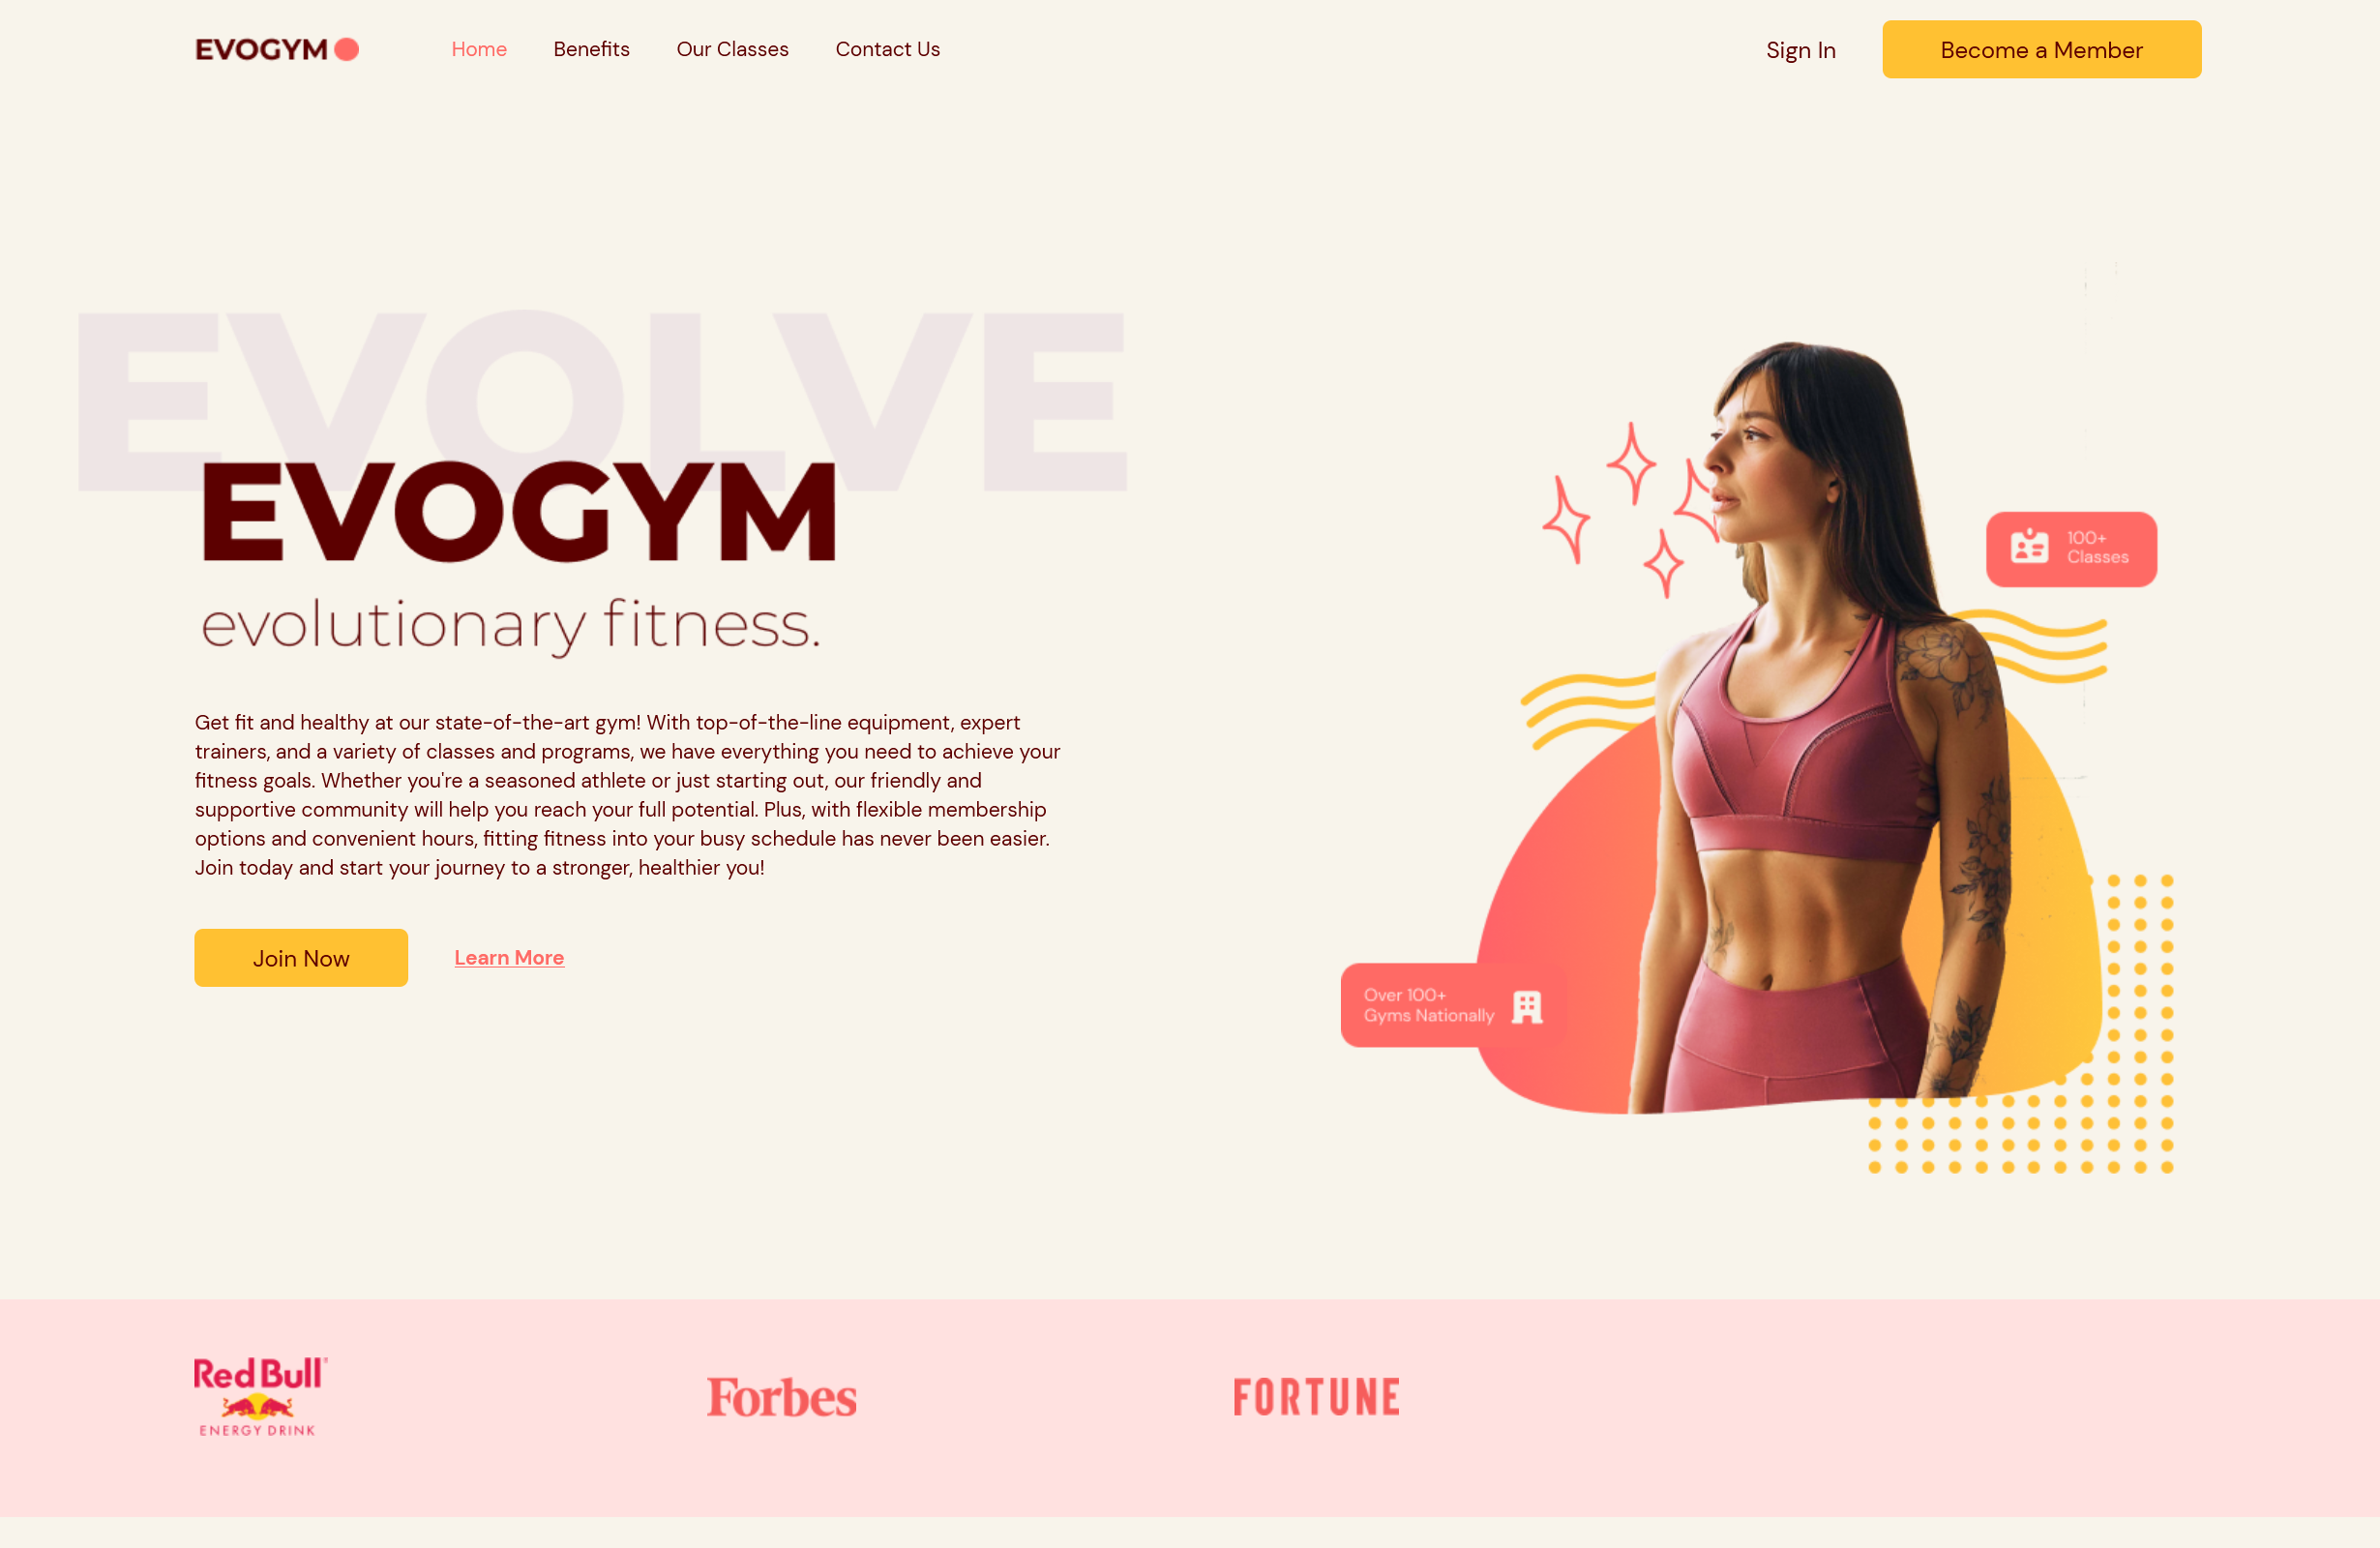 EVOGYM
Home
Benefits
Our Classes
Contact Us
Sign In
Become a Member
EVOLVE
EVOGYM
evolutionary fitness.
Get fit and healthy at our state-of-the-art gym! With top-of-the-line equipment, expert
trainers, and a variety of classes and programs, we have everything you need to achieve your
fitness goals. Whether you're a seasoned athlete or just starting out, our friendly and
supportive community will help you reach your full potential. Plus, with flexible membership
options and convenient hours, fitting fitness into your busy schedule has never been easier.
Join today and start your journey to a stronger, healthier you!
Join Now
Learn More
100+
Classes
Over 100+
Gyms Nationally
Red Bull
ENERGY DRINK
Forbes
FORTUNE